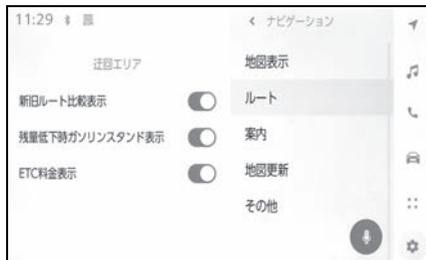 11:29
ナビゲーション
迂回エリア
新旧ルート比較表示
残量低下時ガソリンスタンド表示
ETC料金表示
地図表示
ルート
案内
地図更新
その他